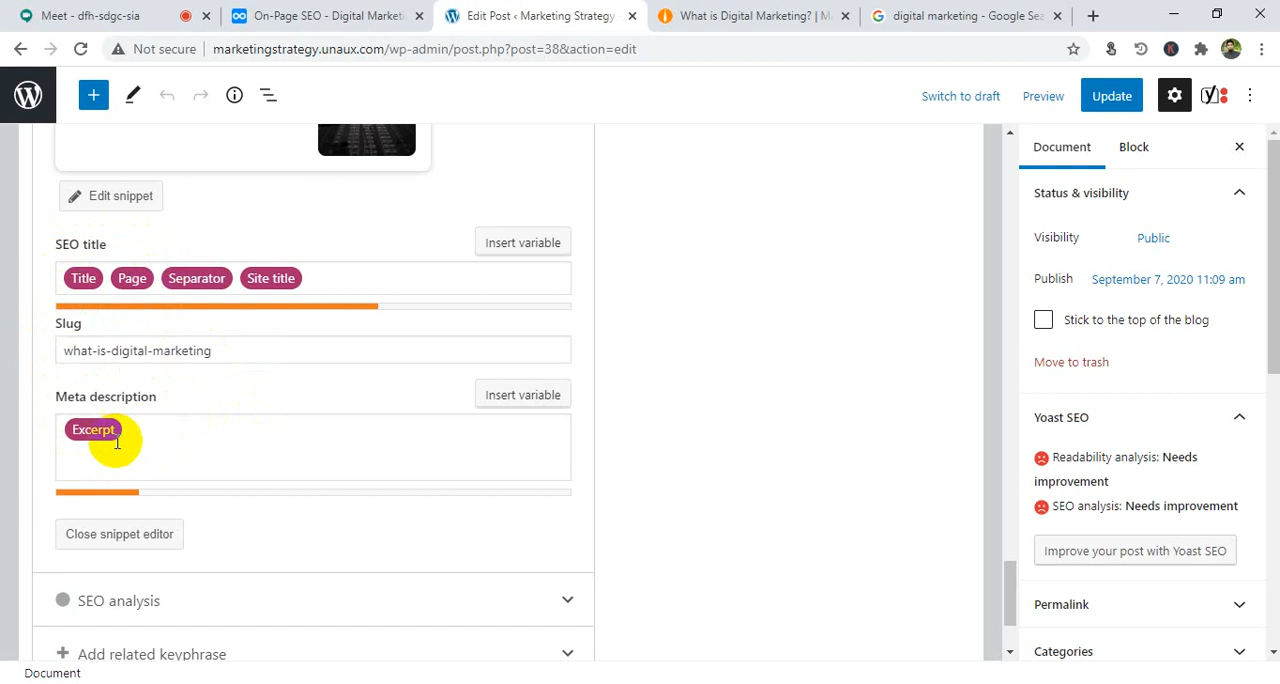 Meet - dfh-sdgc-sia
On-Page SEO - Digital Marketi
Edit Post ‹ Marketing Strategy
What is Digital Marketing? | Ma
digital marketing - Google Sea
Not secure
marketingstrategy.unaux.com/wp-admin/post.php?post=38&action=edit
Switch to draft
Preview
Update
Document
Block
Edit snippet
Status & visibility
SEO title
Insert variable
Visibility
Public
Title
Page
Separator
Site title
Publish
September 7, 2020 11:09 am
Slug
Stick to the top of the blog
what-is-digital-marketing
Move to trash
Meta description
Insert variable
Yoast SEO
Excerpt
Readability analysis: Needs
improvement
SEO analysis: Needs improvement
Close snippet editor
Improve your post with Yoast SEO
SEO analysis
Permalink
Add related keyphrase
Categories
Document